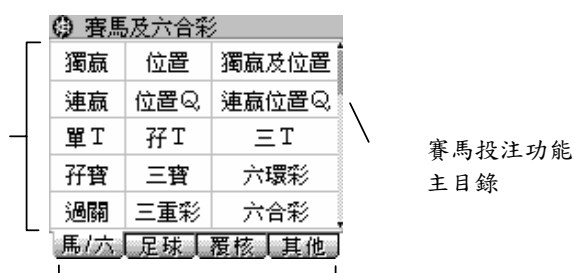 賽馬及六合彩
獨贏 位置 獨贏及位置
連贏 位置Q 連贏位置Q
單T 孖T 三T
孖寶 三寶 六環彩
過關 三重彩 六合彩
馬/六 足球 覆核 其他
賽馬投注功能
主目錄